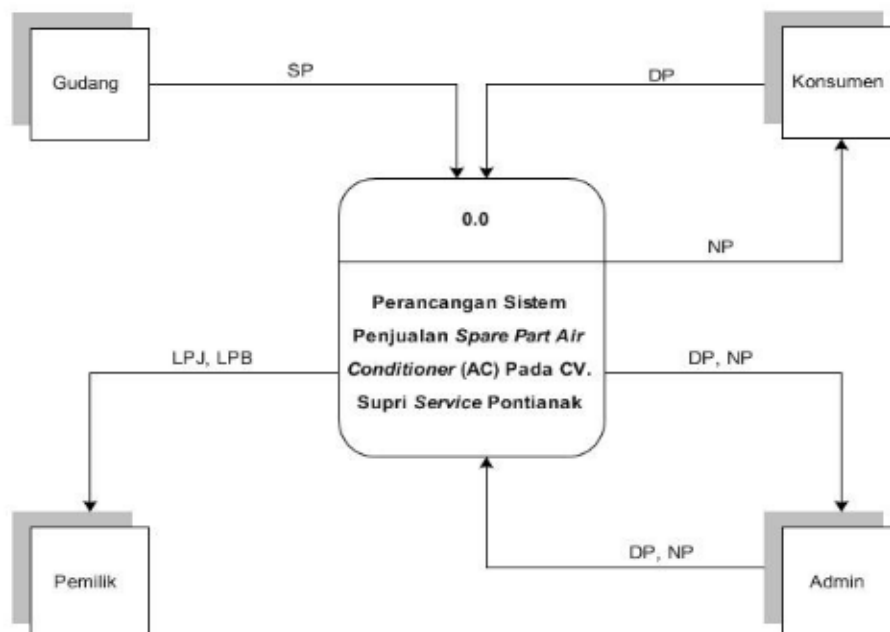 Gudang
SP
DP
Konsumen
0.0
NP
Perancangan Sistem
Penjualan Spare Part Air
Conditioner (AC) Pada CV.
Supri Service Pontianak
LPJ, LPB
DP, NP
DP, NP
Pemilik
Admin